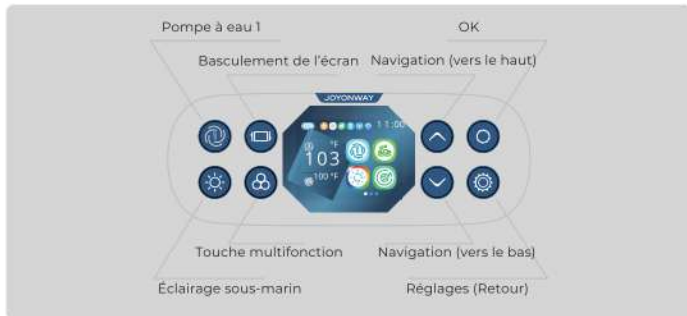 Pompe à eau 1
OK
Basculement de l'écran
Navigation (vers le haut)
JOYONWAY
11:00
°F
103
100 °F
Touche multifonction
Navigation (vers le bas)
Éclairage sous-marin
Réglages (Retour)